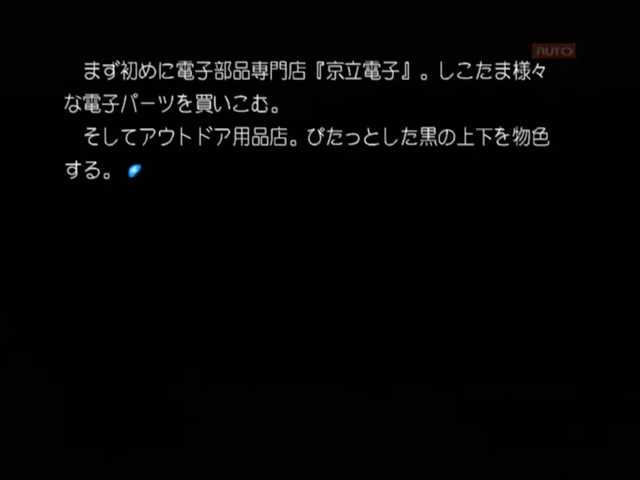 AUTO
まず初めに電子部品専門店『京立電子』。しこたま様々
な電子パーツを買いこむ。
そしてアウトドア用品店。ぴたっとした黒の上下を物色
する。